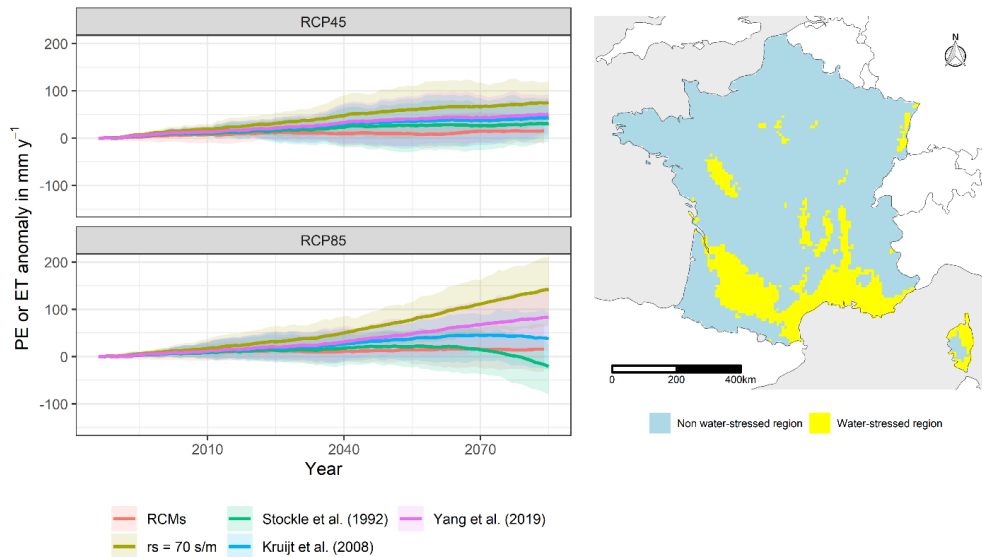 RCP45
200
100
0
-100
RCP85
200
100
0
-100
PE or ET anomaly in mm y⁻¹
2010
2040
2070
Year
RCMs
Stockle et al. (1992)
Yang et al. (2019)
rs = 70 s/m
Kruijt et al. (2008)
N
0
200
400km
Non water-stressed region
Water-stressed region